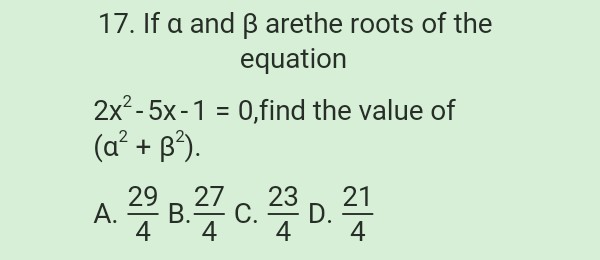 17. If α and β arethe roots of the
equation
2x² - 5x - 1 = 0,find the value of
(α² + β²).
A. 29/4 B. 27/4 C. 23/4 D. 21/4